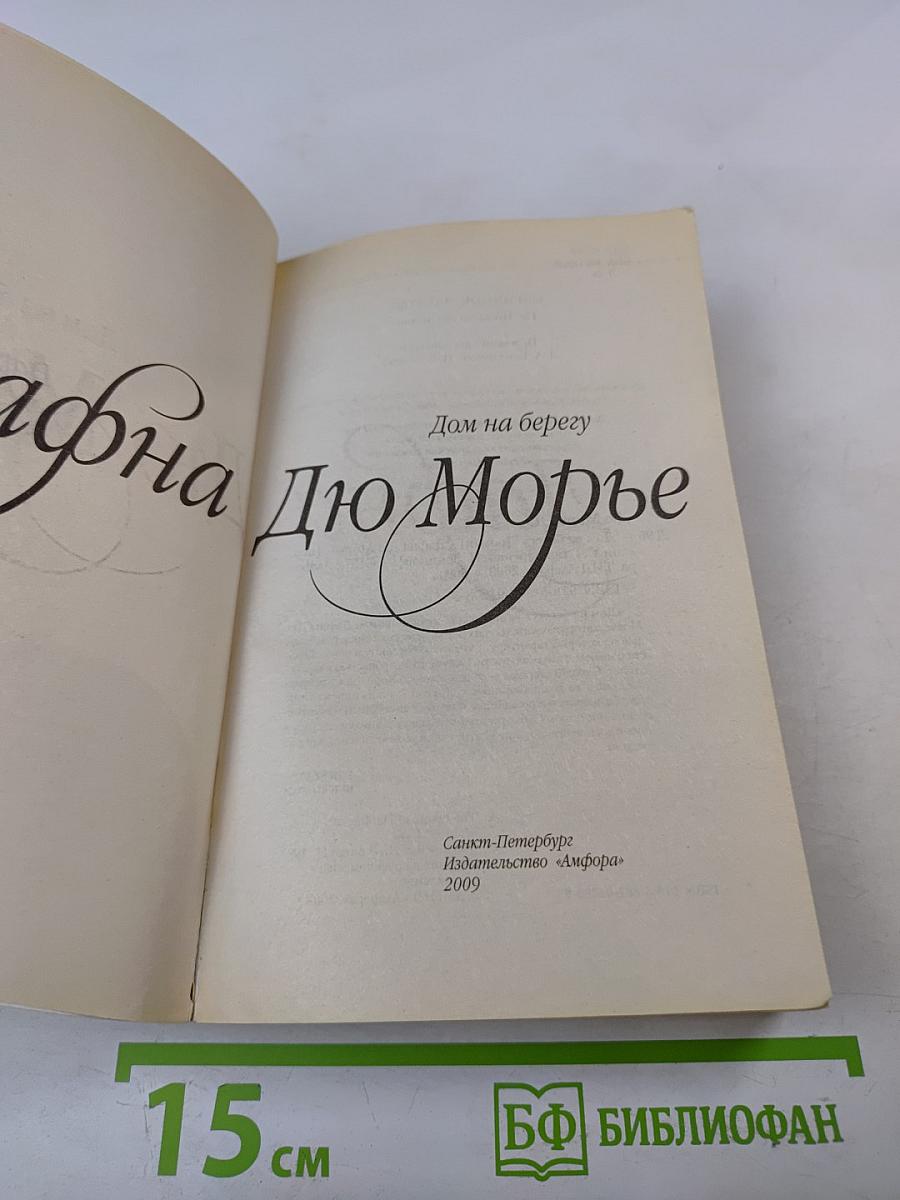 афна
Дом на берегу
Дю Морье
Санкт-Петербург
Издательство «Амфора»
2009
15 см
БФ БИБЛИОФАН